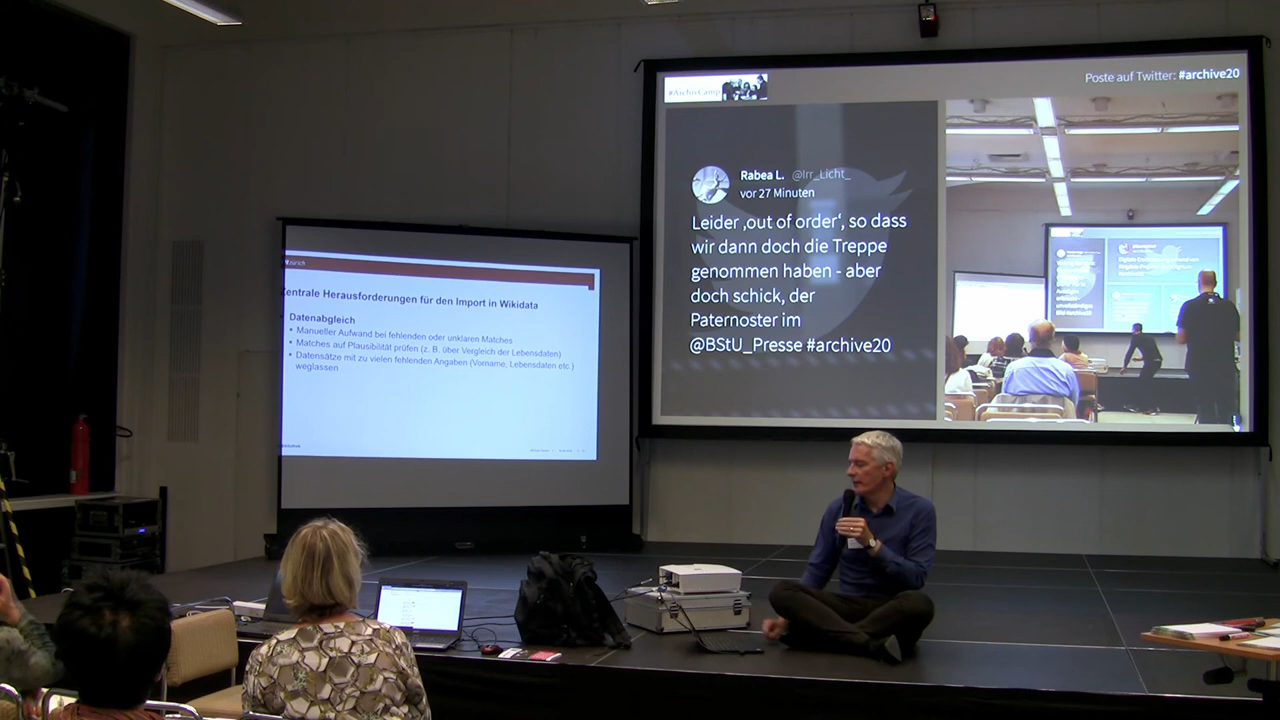 zürich
Zentrale Herausforderungen für den Import in Wikidata
Datenabgleich
• Manueller Aufwand bei fehlenden oder unklaren Matches
• Matches auf Plausibilität prüfen (z. B. über Vergleich der Lebensdaten)
• Datensätze mit zu vielen fehlenden Angaben (Vorname, Lebensdaten etc.)
weglassen
#ArchivCamp
Poste auf Twitter: #archive20
Rabea L. @Irr_Licht_
vor 27 Minuten
Leider ‚out of order‘, so dass
wir dann doch die Treppe
genommen haben - aber
doch schick, der
Paternoster im
@BStU_Presse #archive20